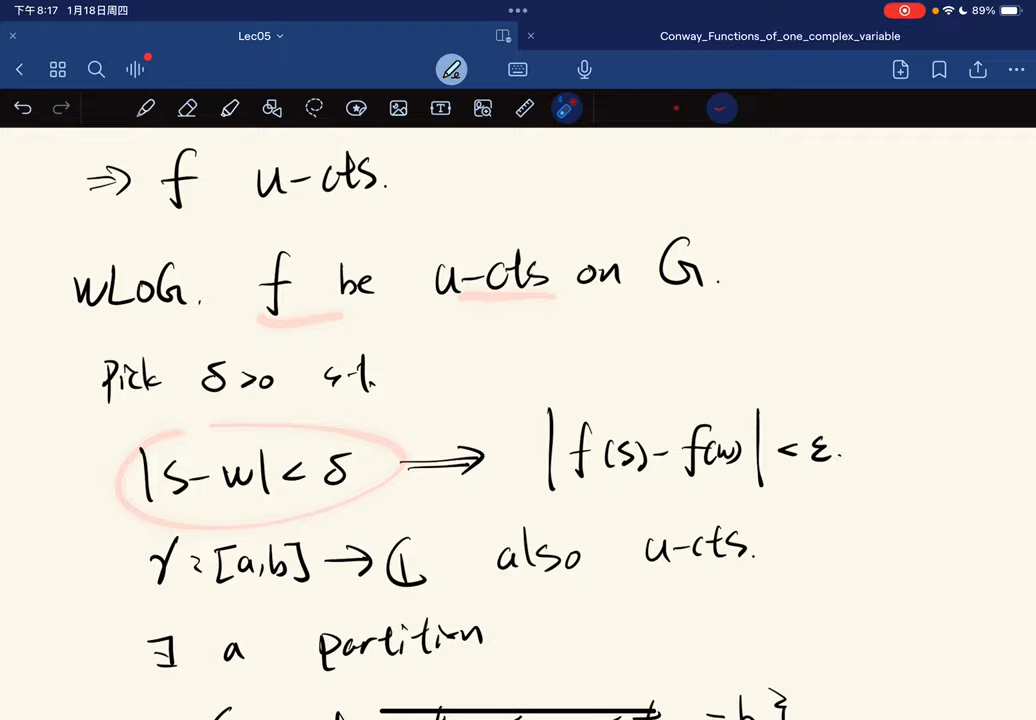 下午8:17 1月18日周四
89%
Lec05
Conway_Functions_of_one_complex_variable
⇒ f u-cts.
WLOG. f be u-cts on G.
Pick δ>0 s.t.
|s-w|<δ ⟹ |f(s)-f(w)|<ε.
γ:[a,b]→ℂ also u-cts.
∃ a partition
=b}